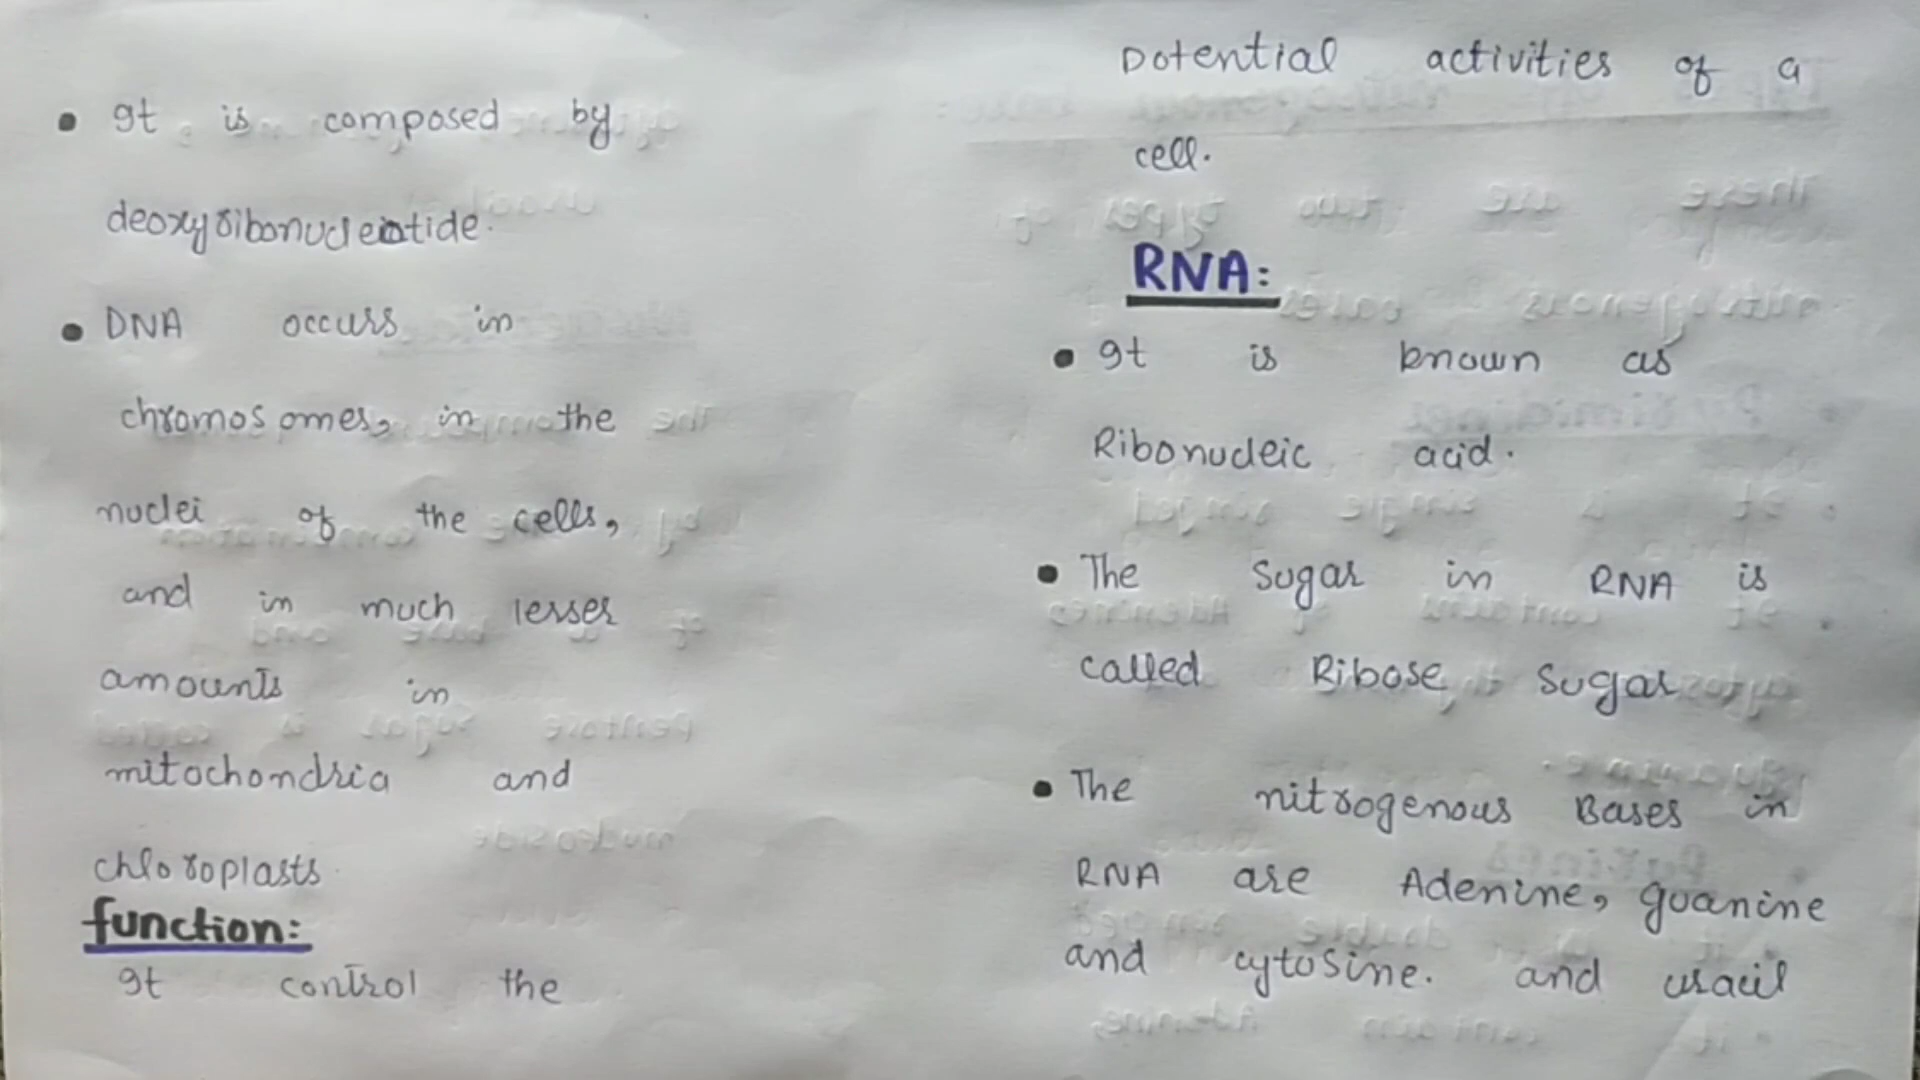 • It is composed by
deoxyribonucleotide.
• DNA occurs in
chromosomes, in the
nuclei of the cells,
and in much lesser
amounts in
mitochondria and
chloroplasts
function:
It control the
Potential activities of a
cell.
RNA:
• It is known as
Ribonucleic acid.
• The Sugar in RNA is
called Ribose Sugar
• The nitrogenous Bases in
RNA are Adenine, guanine
and cytosine. and uracil